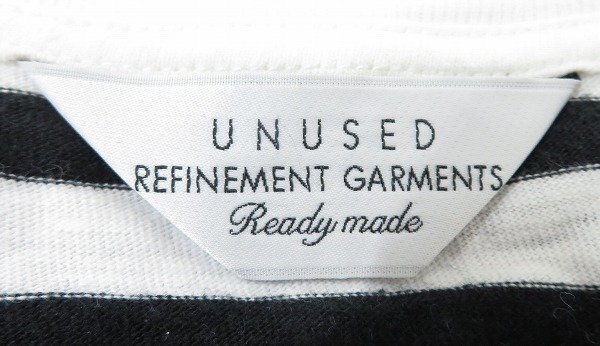 UNUSED
REFINEMENT GARMENTS
Ready made